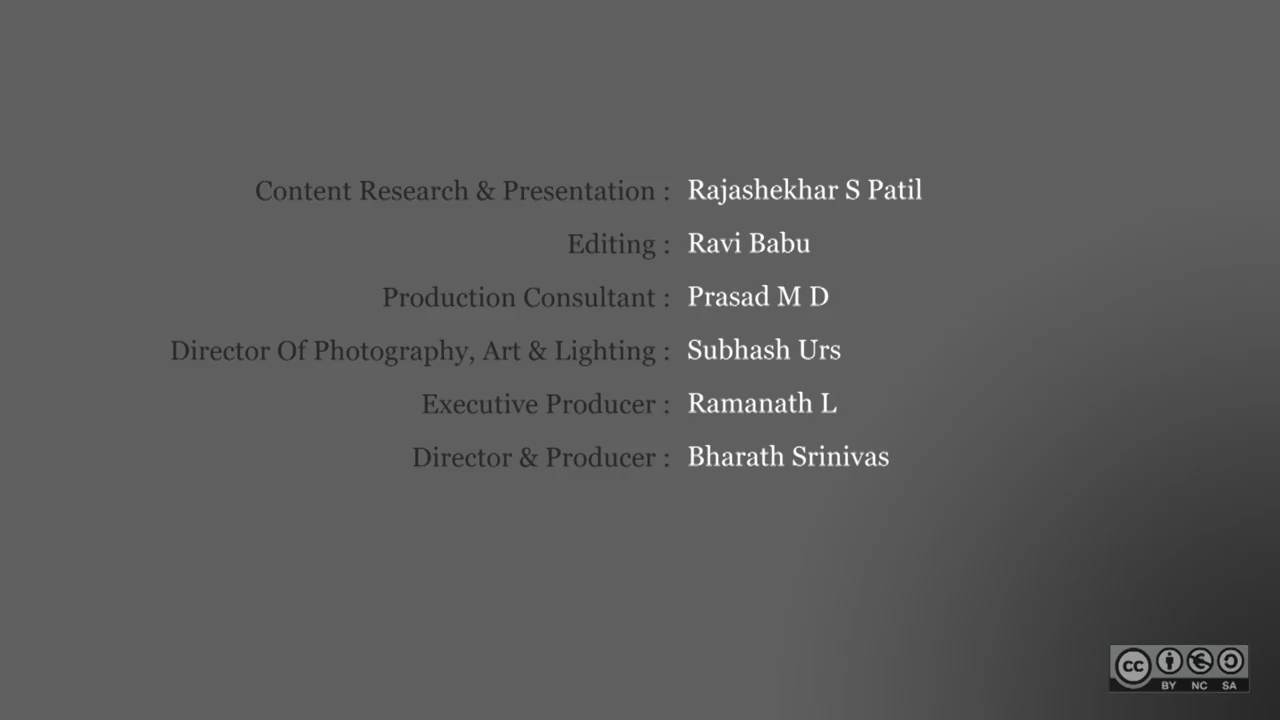 Content Research & Presentation : Rajashekhar S Patil
Editing : Ravi Babu
Production Consultant : Prasad M D
Director Of Photography, Art & Lighting : Subhash Urs
Executive Producer : Ramanath L
Director & Producer : Bharath Srinivas
cc
BY NC SA